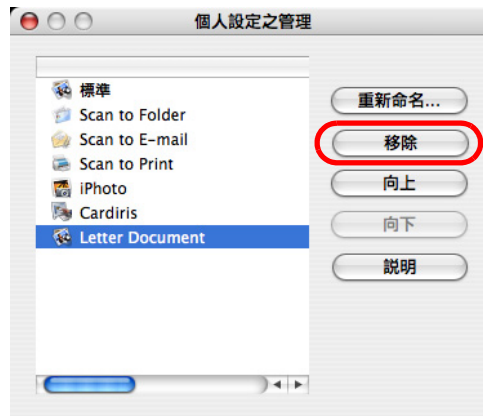 個人設定之管理
標準
Scan to Folder
Scan to E-mail
Scan to Print
iPhoto
Cardiris
Letter Document
重新命名...
移除
向上
向下
說明